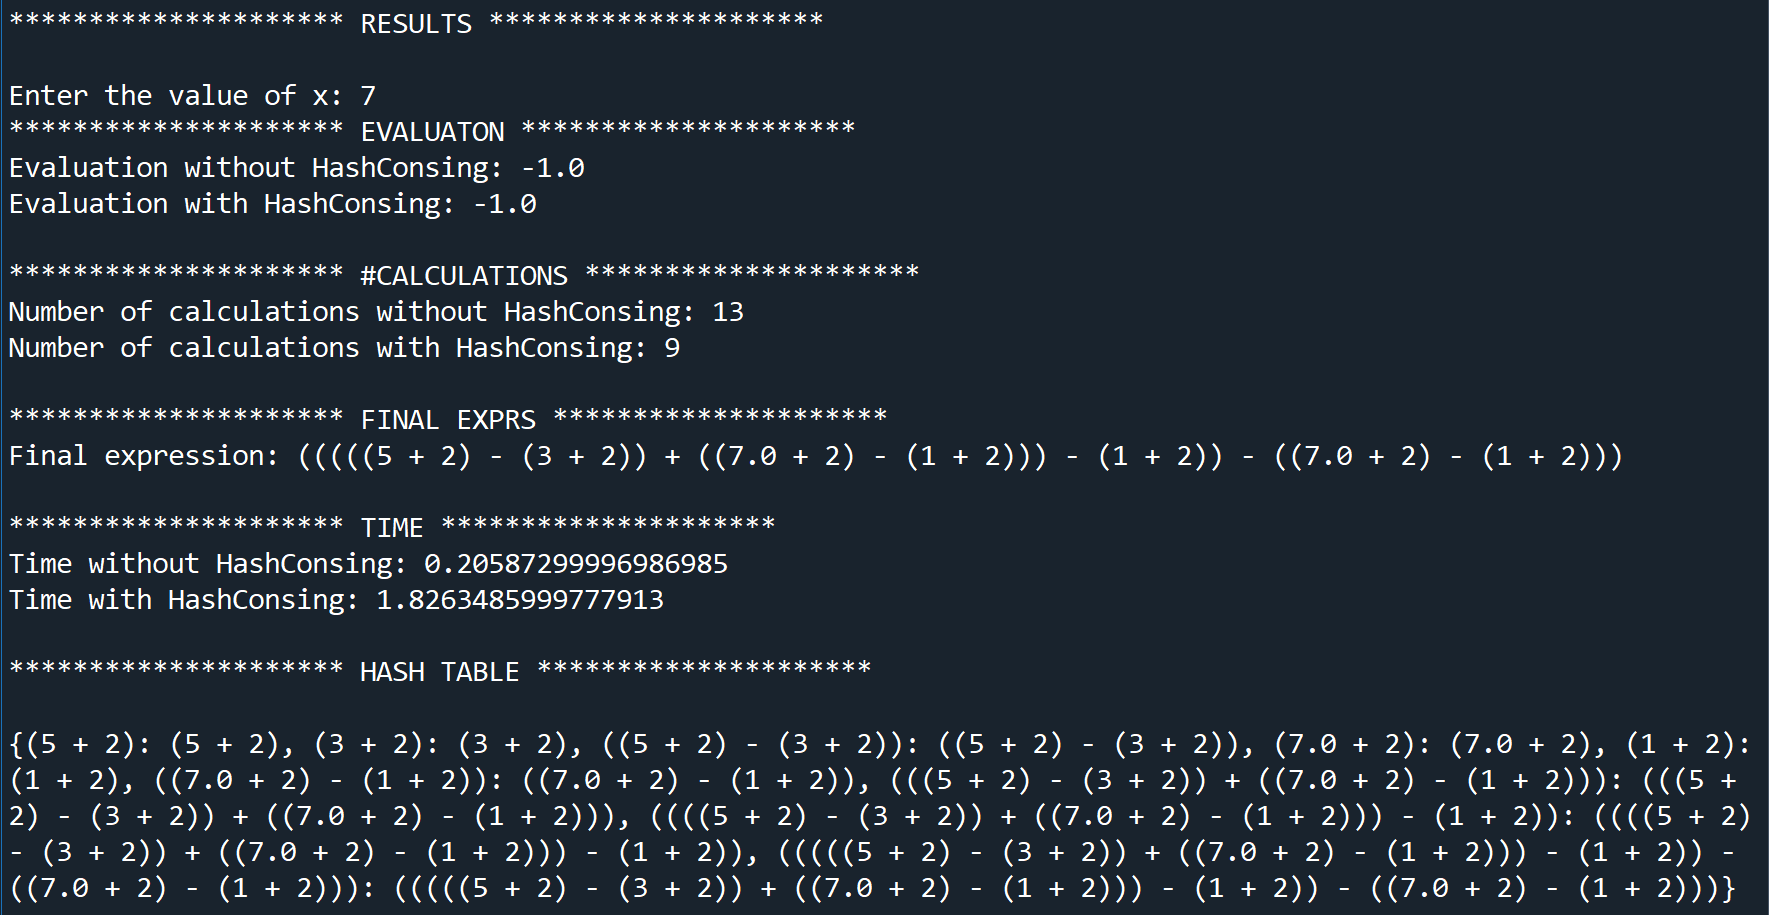 ********************* RESULTS *********************
Enter the value of x: 7
********************* EVALUATON *********************
Evaluation without HashConsing: -1.0
Evaluation with HashConsing: -1.0
********************* #CALCULATIONS *********************
Number of calculations without HashConsing: 13
Number of calculations with HashConsing: 9
********************* FINAL EXPRS *********************
Final expression: (((((5 + 2) - (3 + 2)) + ((7.0 + 2) - (1 + 2))) - (1 + 2)) - ((7.0 + 2) - (1 + 2)))
********************* TIME *********************
Time without HashConsing: 0.20587299996986985
Time with HashConsing: 1.8263485999777913
********************* HASH TABLE *********************
{(5 + 2): (5 + 2), (3 + 2): (3 + 2), ((5 + 2) - (3 + 2)): ((5 + 2) - (3 + 2)), (7.0 + 2): (7.0 + 2), (1 + 2):
(1 + 2), ((7.0 + 2) - (1 + 2)): ((7.0 + 2) - (1 + 2)), (((5 + 2) - (3 + 2)) + ((7.0 + 2) - (1 + 2))): (((5 +
2) - (3 + 2)) + ((7.0 + 2) - (1 + 2))), ((((5 + 2) - (3 + 2)) + ((7.0 + 2) - (1 + 2))) - (1 + 2)): ((((5 + 2)
- (3 + 2)) + ((7.0 + 2) - (1 + 2))) - (1 + 2)), (((((5 + 2) - (3 + 2)) + ((7.0 + 2) - (1 + 2))) - (1 + 2)) -
((7.0 + 2) - (1 + 2))): (((((5 + 2) - (3 + 2)) + ((7.0 + 2) - (1 + 2))) - (1 + 2)) - ((7.0 + 2) - (1 + 2)))}